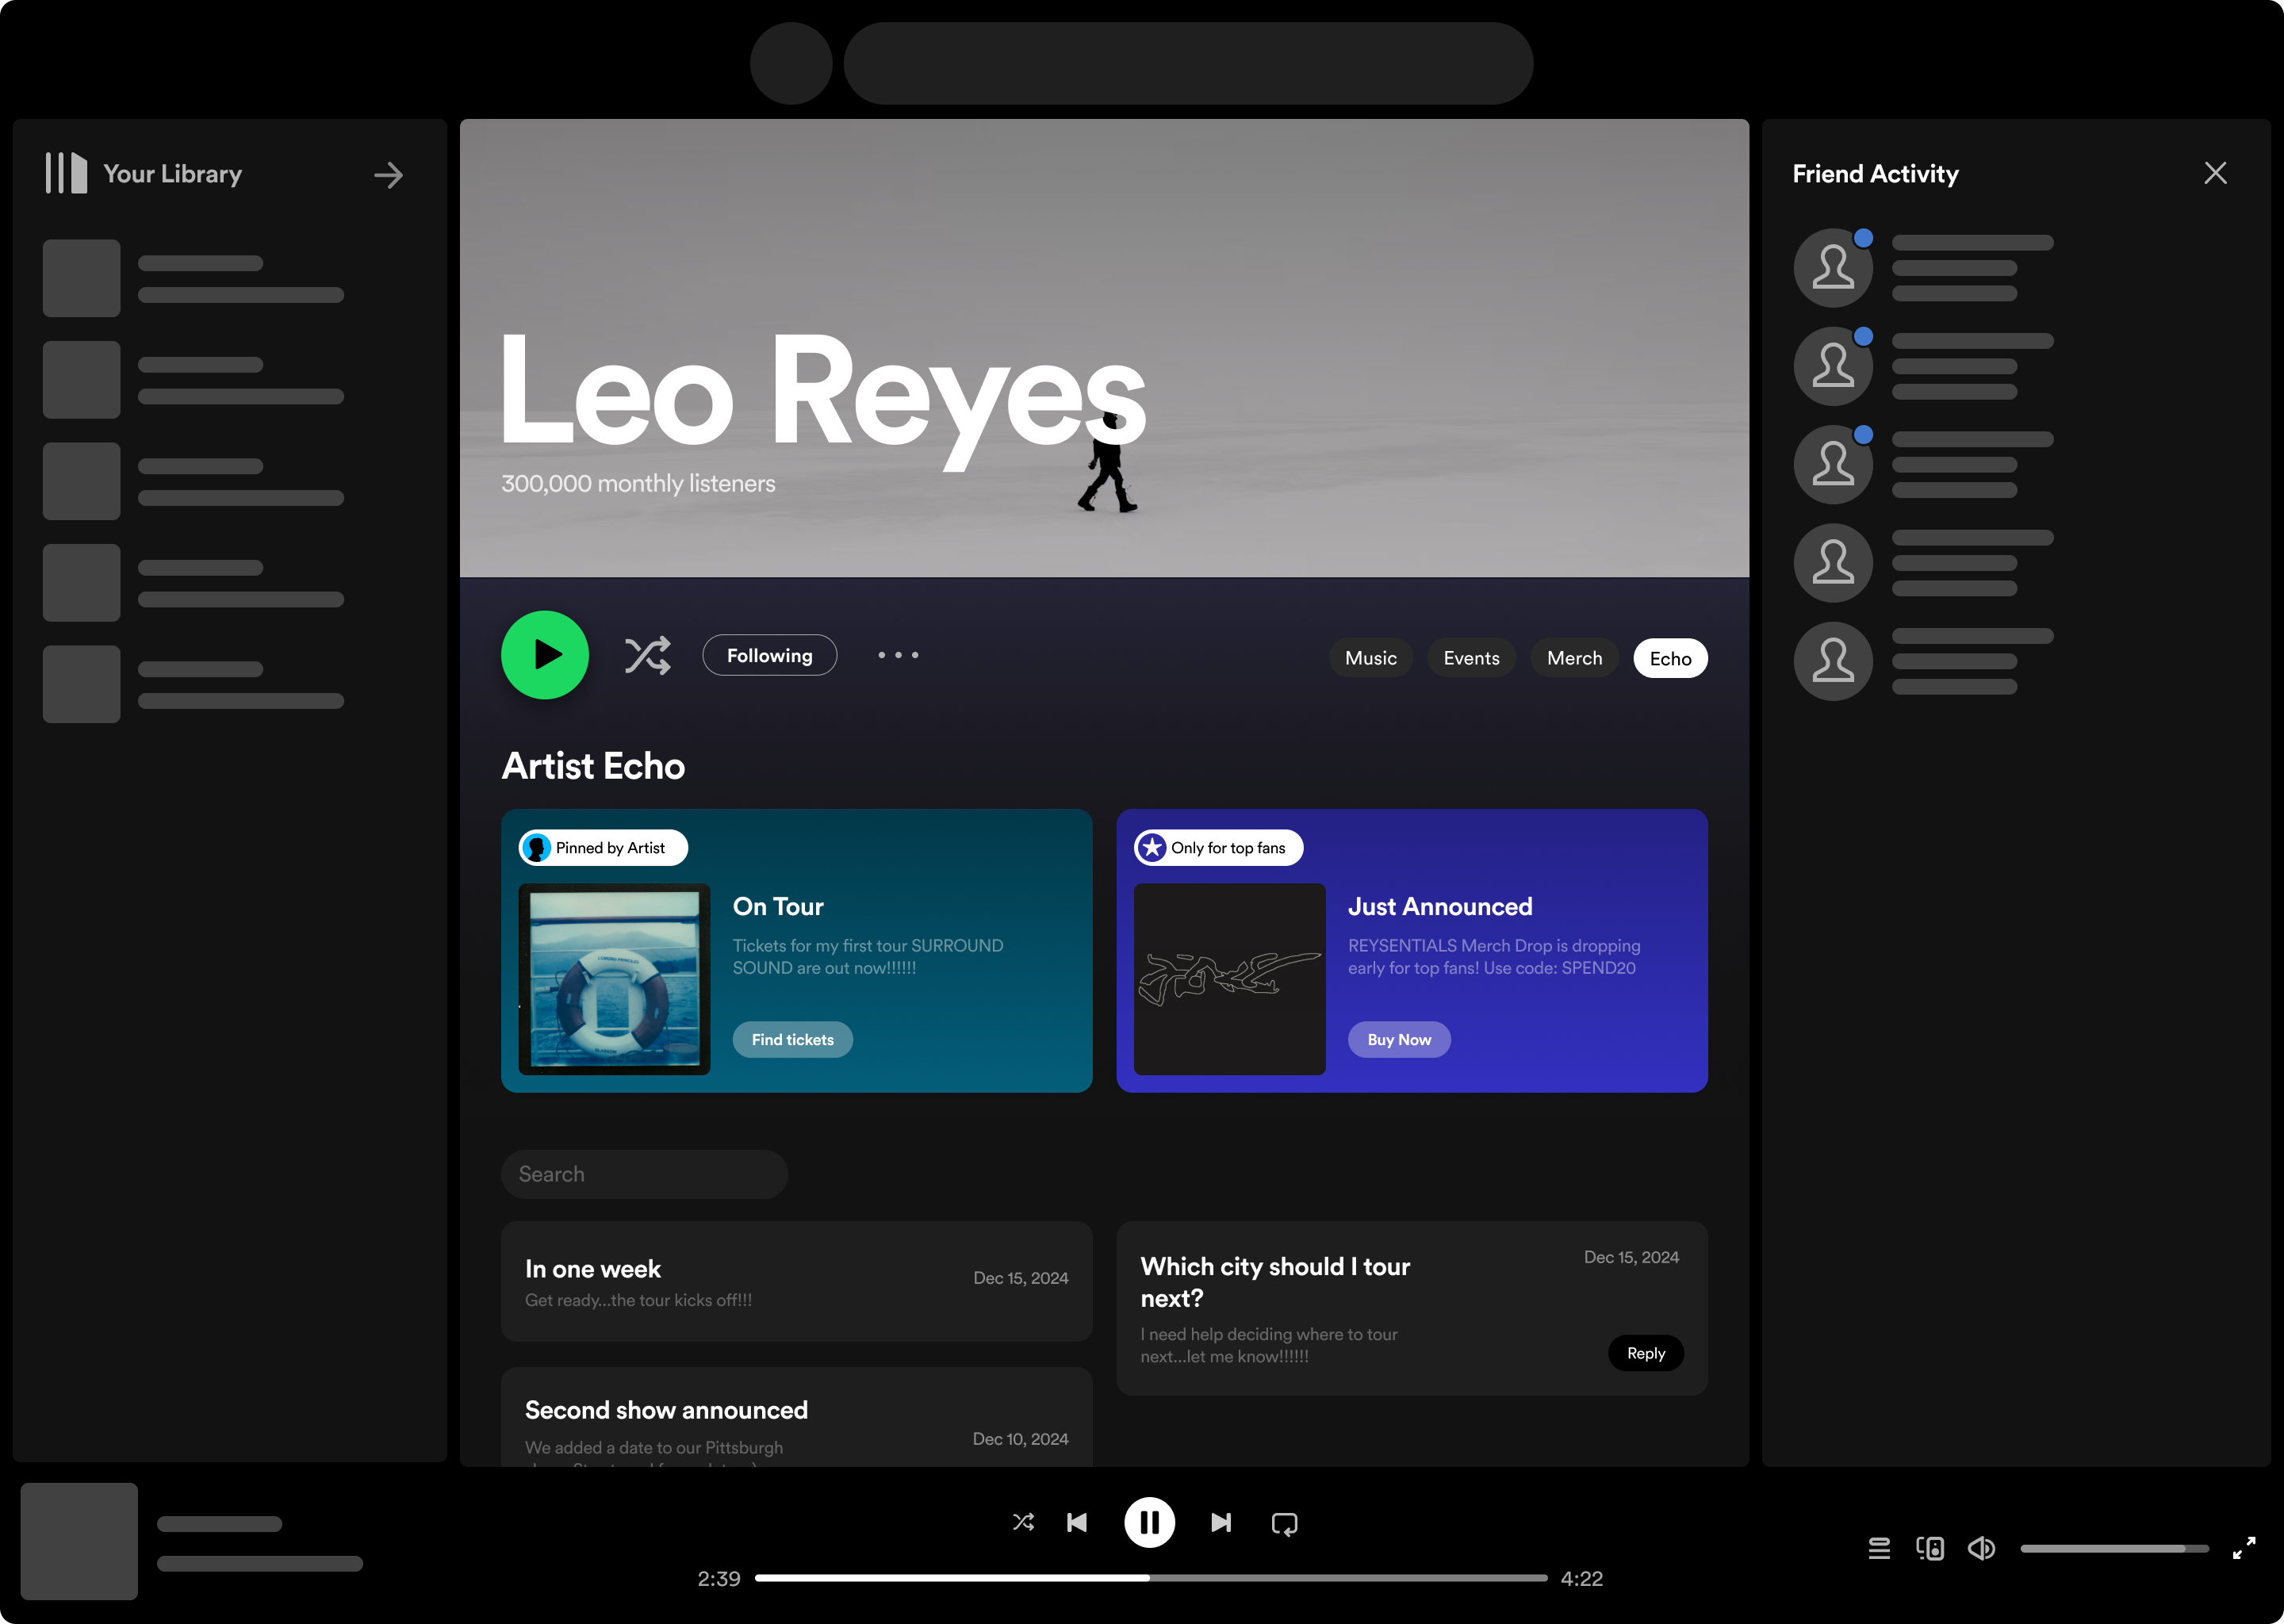 Your Library
Leo Reyes
300,000 monthly listeners
Following
Music
Events
Merch
Echo
Artist Echo
Pinned by Artist
On Tour
Tickets for my first tour SURROUND
SOUND are out now!!!!!!
Find tickets
Only for top fans
Just Announced
REYSENTIALS Merch Drop is dropping
early for top fans! Use code: SPEND20
Buy Now
Search
In one week
Get ready...the tour kicks off!!!
Dec 15, 2024
Which city should I tour
next?
Dec 15, 2024
I need help deciding where to tour
next...let me know!!!!!!
Reply
Second show announced
We added a date to our Pittsburgh
Dec 10, 2024
Friend Activity
2:39
4:22